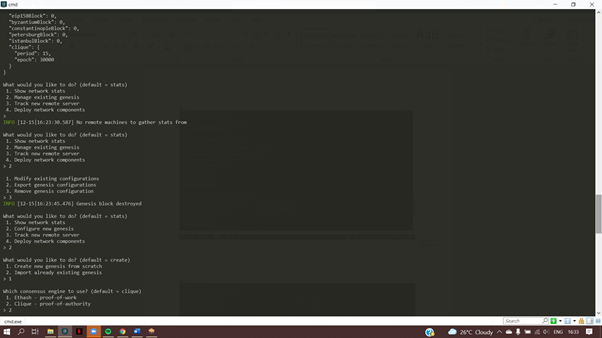 cmd
"eip158Block": 0,
"byzantiumBlock": 0,
"constantinopleBlock": 0,
"petersburgBlock": 0,
"istanbulBlock": 0,
"clique": {
"period": 15,
"epoch": 30000
}
}
What would you like to do? (default = stats)
1. Show network stats
2. Manage existing genesis
3. Track new remote server
4. Deploy network components
>
INFO [12-15|16:23:30.587] No remote machines to gather stats from
What would you like to do? (default = stats)
1. Show network stats
2. Manage existing genesis
3. Track new remote server
4. Deploy network components
> 2
1. Modify existing configurations
2. Export genesis configurations
3. Remove genesis configuration
> 3
INFO [12-15|16:23:45.476] Genesis block destroyed
What would you like to do? (default = stats)
1. Show network stats
2. Configure new genesis
3. Track new remote server
4. Deploy network components
> 2
What would you like to do? (default = create)
1. Create new genesis from scratch
2. Import already existing genesis
> 1
Which consensus engine to use? (default = clique)
1. Ethash - proof-of-work
2. Clique - proof-of-authority
> 2
cmd.exe
Search
26°C Cloudy
ENG
16:33